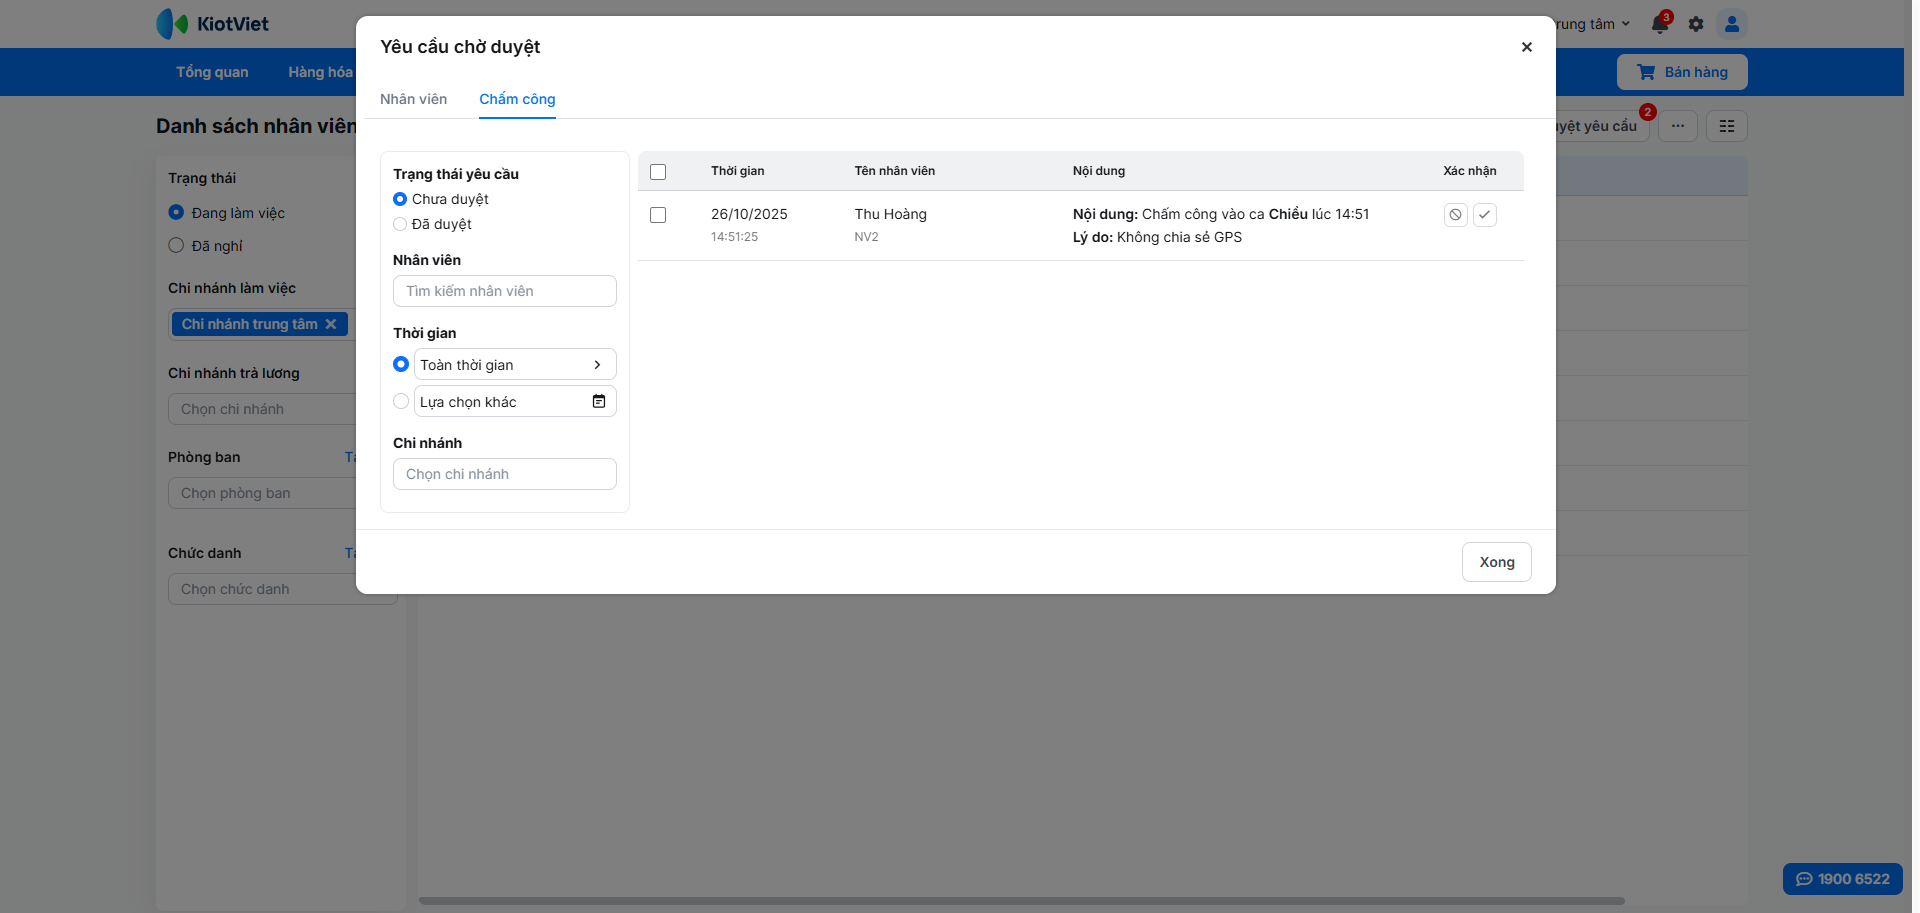 KiotViet
rung tâm
3
Tổng quan
Hàng hóa
Bán hàng
Danh sách nhân viên
uyệt yêu cầu
2
Trạng thái
Đang làm việc
Đã nghỉ
Chi nhánh làm việc
Chi nhánh trung tâm
Chi nhánh trả lương
Chọn chi nhánh
Phòng ban
Chọn phòng ban
Chức danh
Chọn chức danh
Yêu cầu chờ duyệt
Nhân viên
Chấm công
Trạng thái yêu cầu
Chưa duyệt
Đã duyệt
Nhân viên
Tìm kiếm nhân viên
Thời gian
Toàn thời gian
Lựa chọn khác
Chi nhánh
Chọn chi nhánh
Thời gian Tên nhân viên Nội dung Xác nhận
26/10/2025 Thu Hoàng Nội dung: Chấm công vào ca Chiều lúc 14:51
14:51:25 NV2 Lý do: Không chia sẻ GPS
Xong
1900 6522